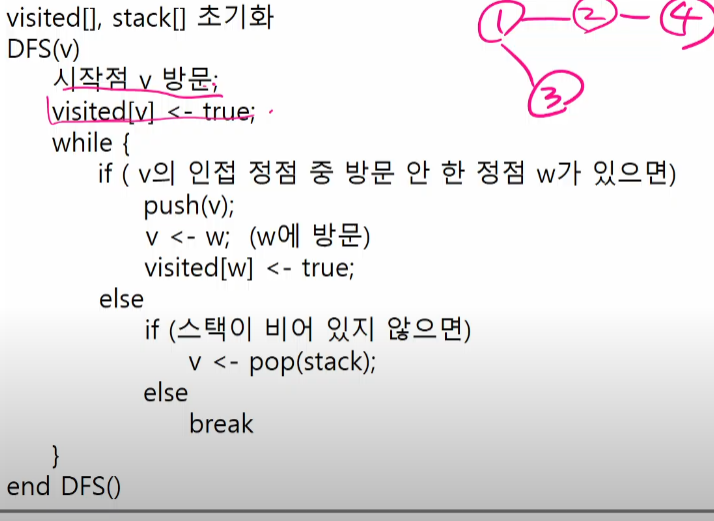 visited[], stack[] 초기화
DFS(v)
시작점 v 방문;
visited[v] <- true;
while {
if ( v의 인접 정점 중 방문 안 한 정점 w가 있으면)
push(v);
v <- w; (w에 방문)
visited[w] <- true;
else
if (스택이 비어 있지 않으면)
v <- pop(stack);
else
break
}
end DFS()
1 2 4
3